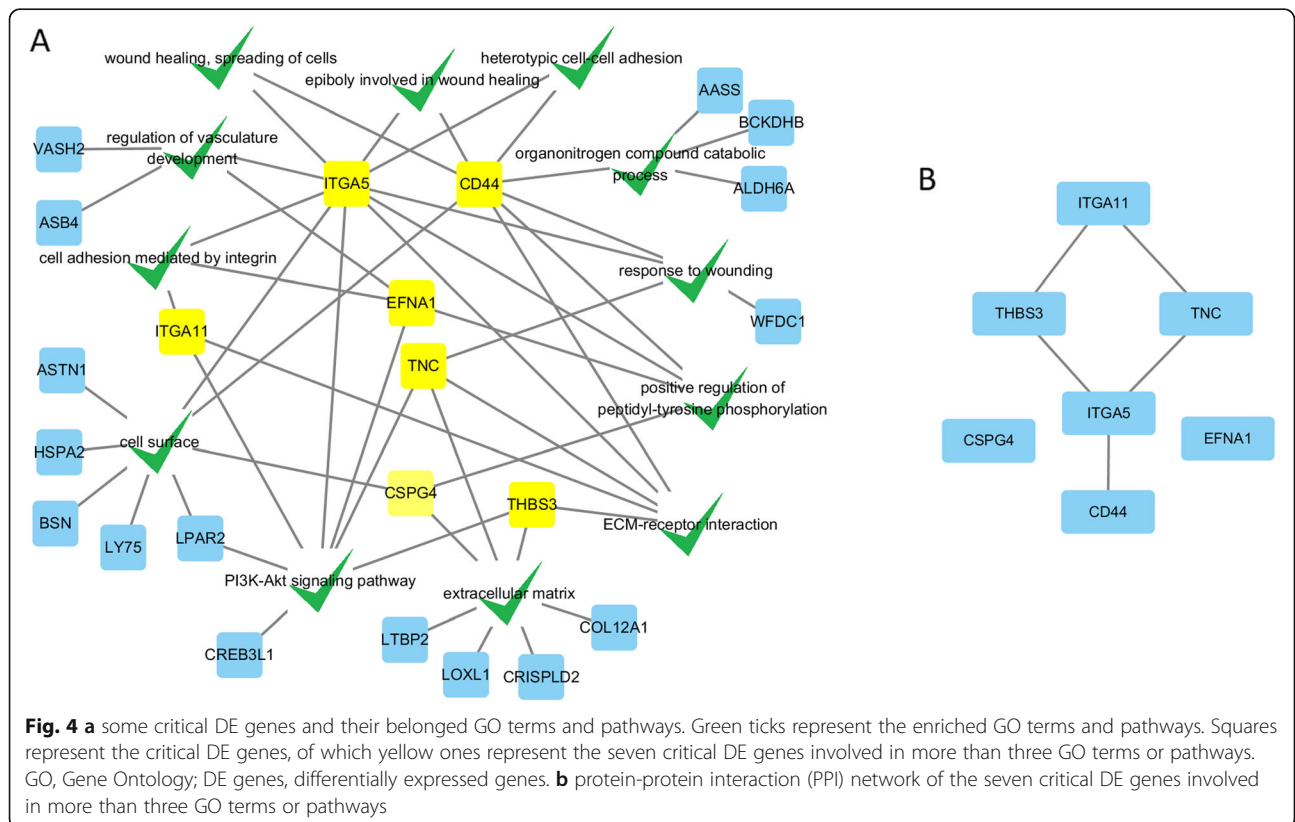 A
wound healing, spreading of cells
heterotypic cell-cell adhesion
epiboly involved in wound healing
AASS
BCKDHB
VASH2
regulation of vasculature
development
organonitrogen compound catabolic
process
ITGA5
CD44
ALDH6A
ASB4
cell adhesion mediated by integrin
response to wounding
EFNA1
WFDC1
ITGA11
TNC
ASTN1
positive regulation of
peptidyl-tyrosine phosphorylation
HSPA2
cell surface
CSPG4
THBS3
BSN
LY75
LPAR2
ECM-receptor interaction
PI3K-Akt signaling pathway
extracellular matrix
CREB3L1
LTBP2
COL12A1
LOXL1
CRISPLD2
B
ITGA11
THBS3
TNC
ITGA5
CSPG4
EFNA1
CD44
Fig. 4 a some critical DE genes and their belonged GO terms and pathways. Green ticks represent the enriched GO terms and pathways. Squares
represent the critical DE genes, of which yellow ones represent the seven critical DE genes involved in more than three GO terms or pathways.
GO, Gene Ontology; DE genes, differentially expressed genes. b protein-protein interaction (PPI) network of the seven critical DE genes involved
in more than three GO terms or pathways